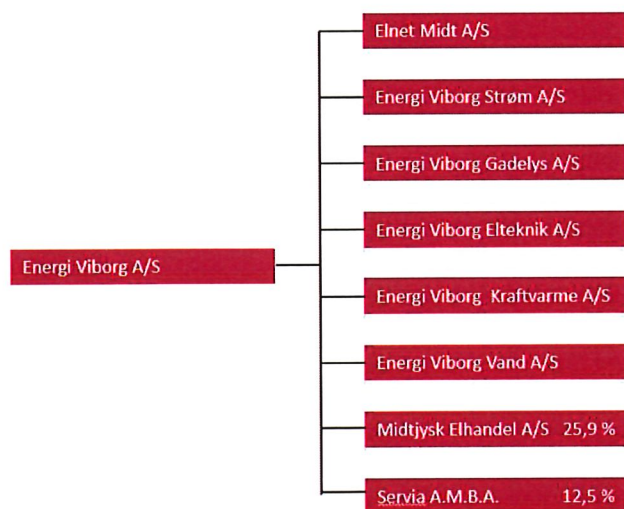 Elnet Midt A/S
Energi Viborg Strøm A/S
Energi Viborg Gadelys A/S
Energi Viborg Elteknik A/S
Energi Viborg A/S
Energi Viborg Kraftvarme A/S
Energi Viborg Vand A/S
Midtjysk Elhandel A/S 25,9 %
Servia A.M.B.A. 12,5 %